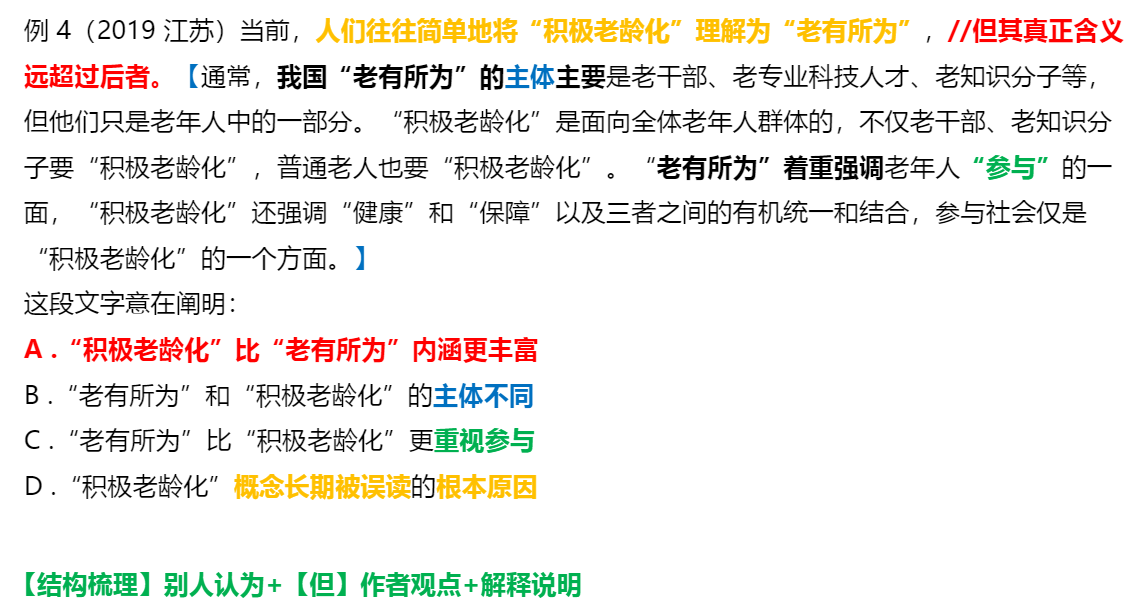 例 4（2019 江苏）当前，人们往往简单地将“积极老龄化”理解为“老有所为”，//但其真正含义
远超过后者。【通常，我国“老有所为”的主体主要是老干部、老专业科技人才、老知识分子等，
但他们只是老年人中的一部分。“积极老龄化”是面向全体老年人群体的，不仅老干部、老知识分
子要“积极老龄化”，普通老人也要“积极老龄化”。“老有所为”着重强调老年人“参与”的一
面，“积极老龄化”还强调“健康”和“保障”以及三者之间的有机统一和结合，参与社会仅是
“积极老龄化”的一个方面。】
这段文字意在阐明：
A .“积极老龄化”比“老有所为”内涵更丰富
B .“老有所为”和“积极老龄化”的主体不同
C .“老有所为”比“积极老龄化”更重视参与
D .“积极老龄化”概念长期被误读的根本原因
【结构梳理】别人认为+【但】作者观点+解释说明